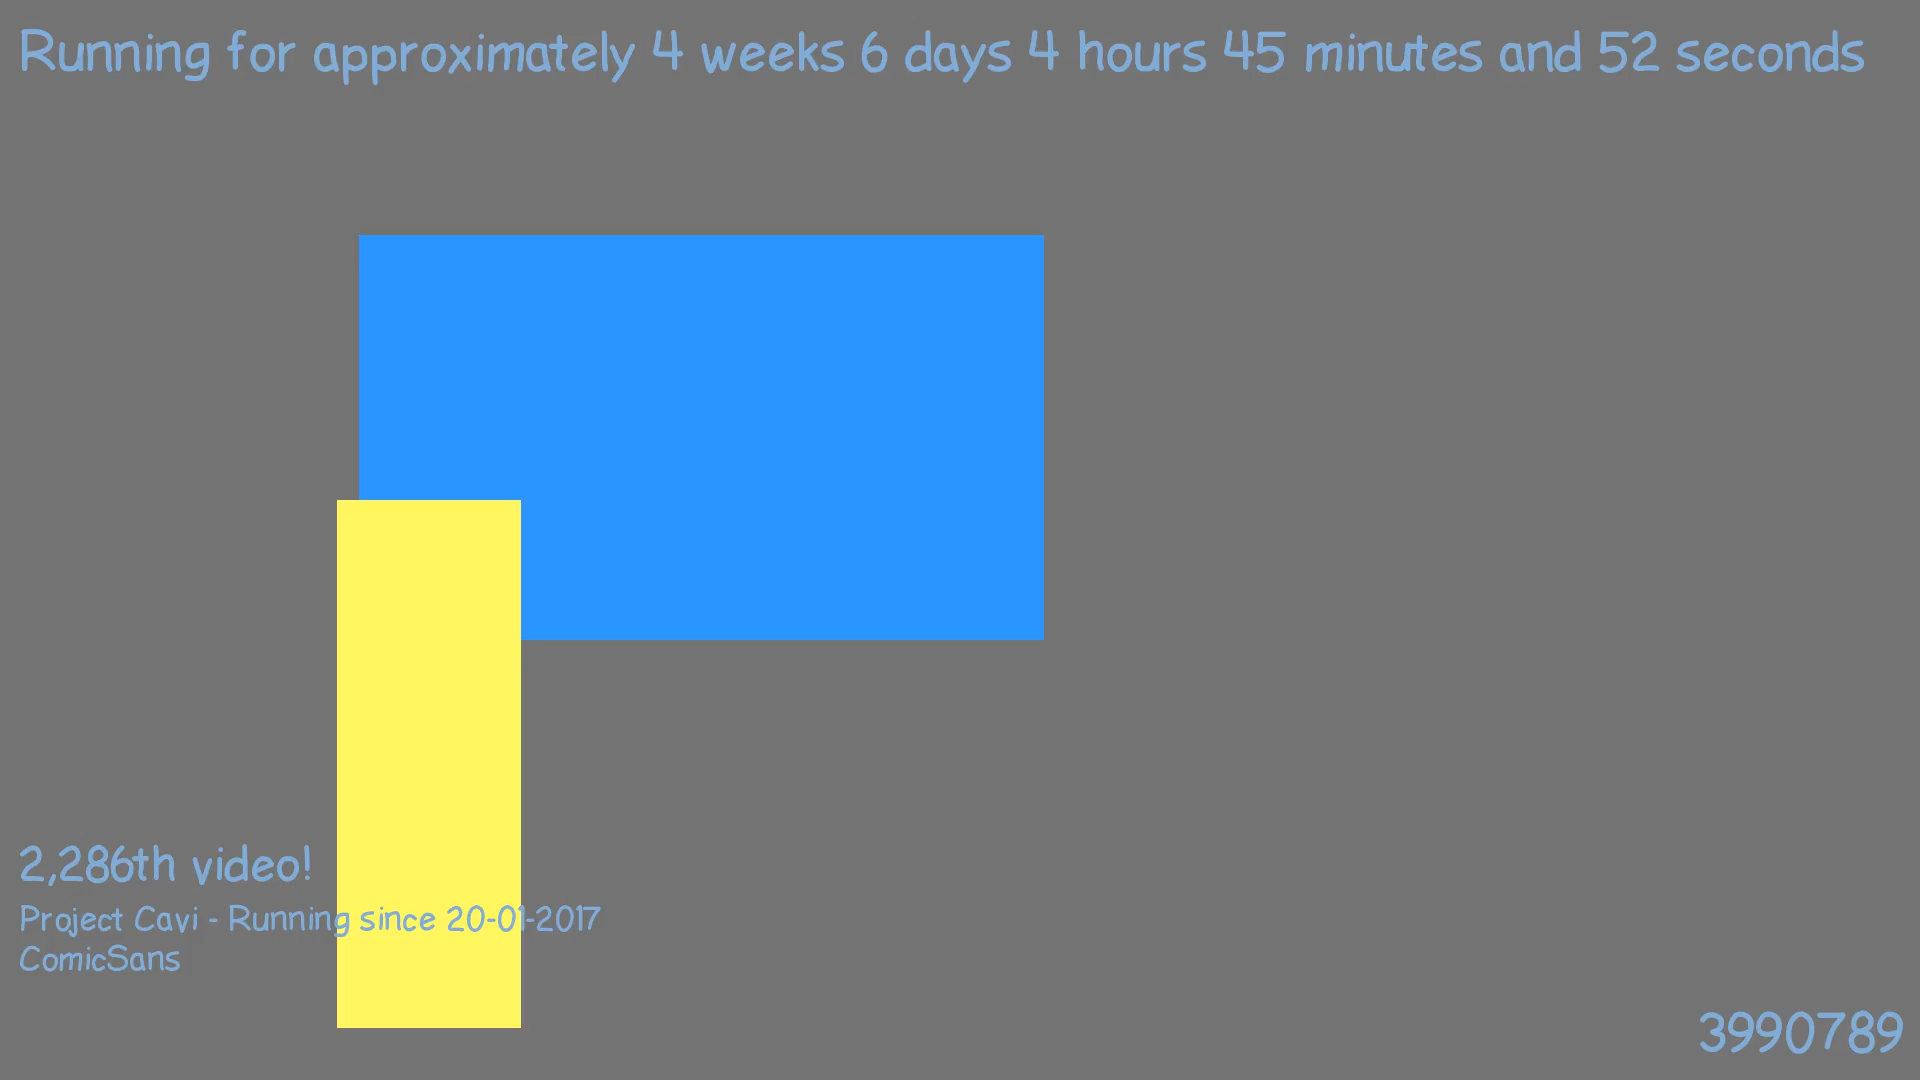 Running for approximately 4 weeks 6 days 4 hours 45 minutes and 52 seconds
2,286th video!
Project Cavi - Running since 20-01-2017
ComicSans
3990789